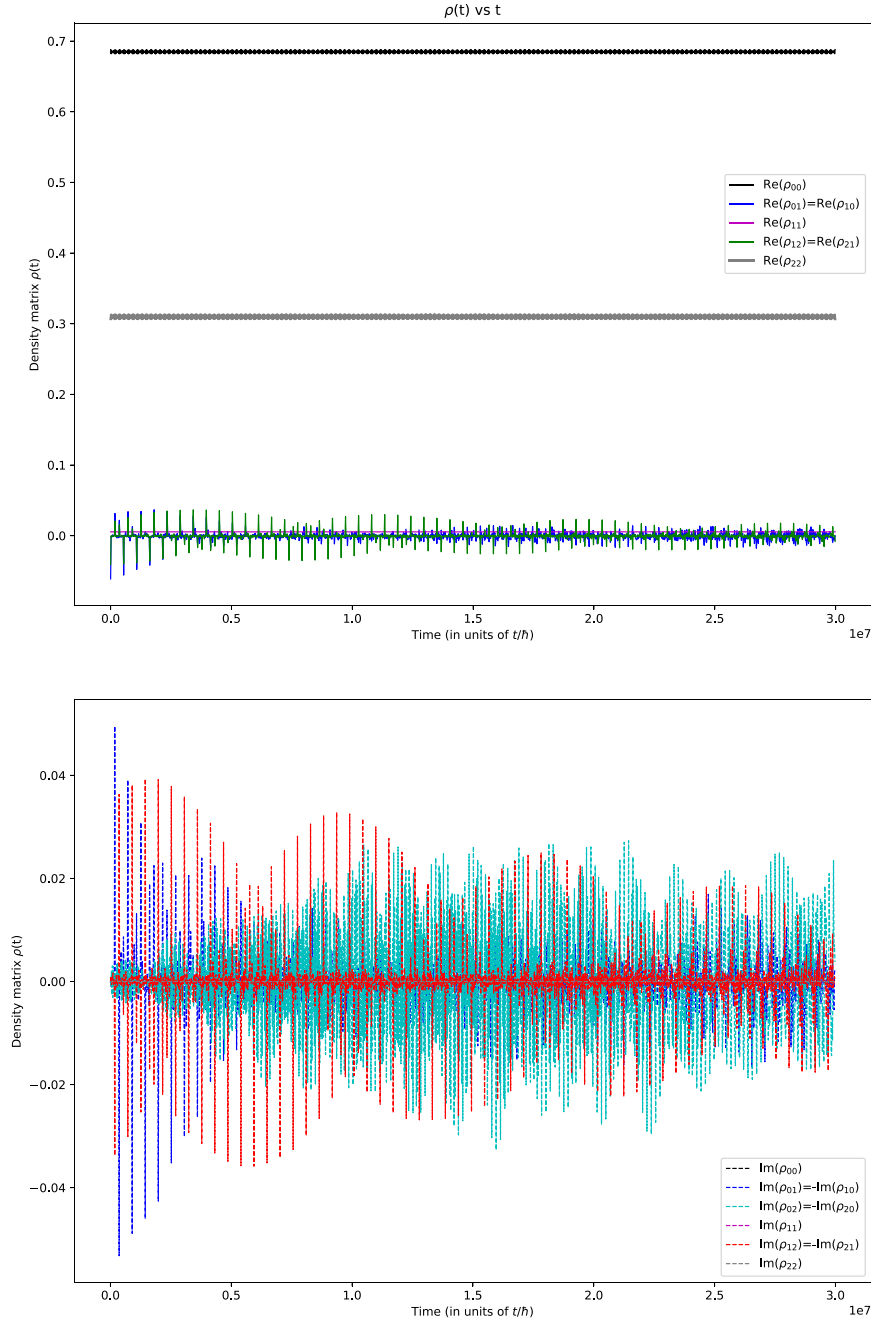 ρ(t) vs t
Density matrix ρ(t)
0.7
0.6
0.5
0.4
0.3
0.2
0.1
0.0
Re(ρ₀₀)
Re(ρ₀₁)=Re(ρ₁₀)
Re(ρ₁₁)
Re(ρ₁₂)=Re(ρ₂₁)
Re(ρ₂₂)
0.0 0.5 1.0 1.5 2.0 2.5 3.0
1e7
Time (in units of t/ħ)
Density matrix ρ(t)
0.04
0.02
0.00
−0.02
−0.04
Im(ρ₀₀)
Im(ρ₀₁)=-Im(ρ₁₀)
Im(ρ₀₂)=-Im(ρ₂₀)
Im(ρ₁₁)
Im(ρ₁₂)=-Im(ρ₂₁)
Im(ρ₂₂)
0.0 0.5 1.0 1.5 2.0 2.5 3.0
1e7
Time (in units of t/ħ)